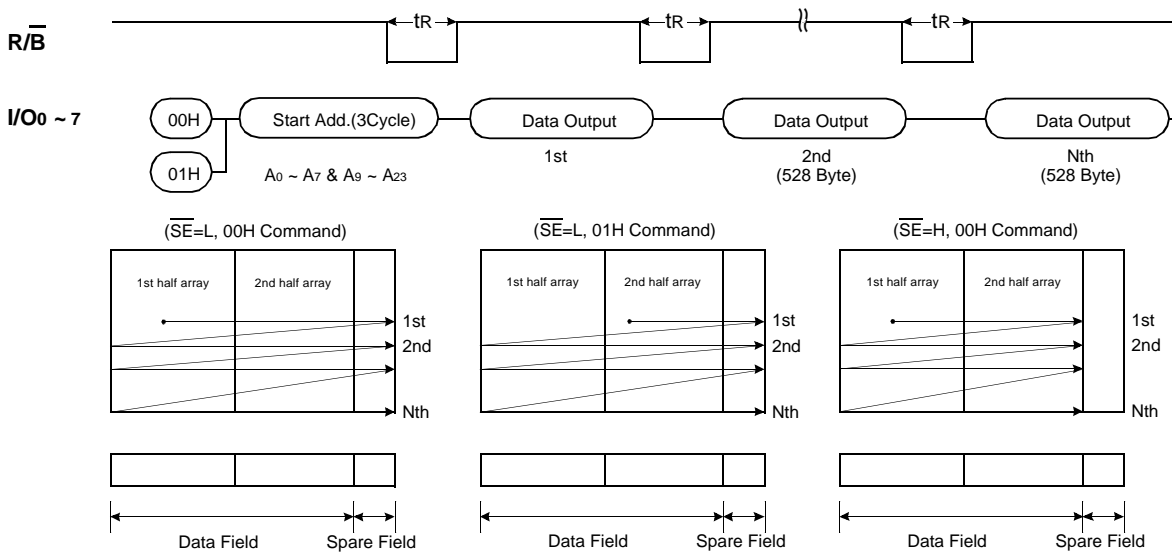 tR tR tR
R/B
I/O0 ~ 7 00H Start Add.(3Cycle) Data Output Data Output Data Output
01H A0 ~ A7 & A9 ~ A23 1st 2nd Nth
(528 Byte) (528 Byte)
(SE=L, 00H Command) (SE=L, 01H Command) (SE=H, 00H Command)
1st half array 2nd half array 1st half array 2nd half array 1st half array 2nd half array
1st 1st 1st
2nd 2nd 2nd
Nth Nth Nth
Data Field Spare Field Data Field Spare Field Data Field Spare Field